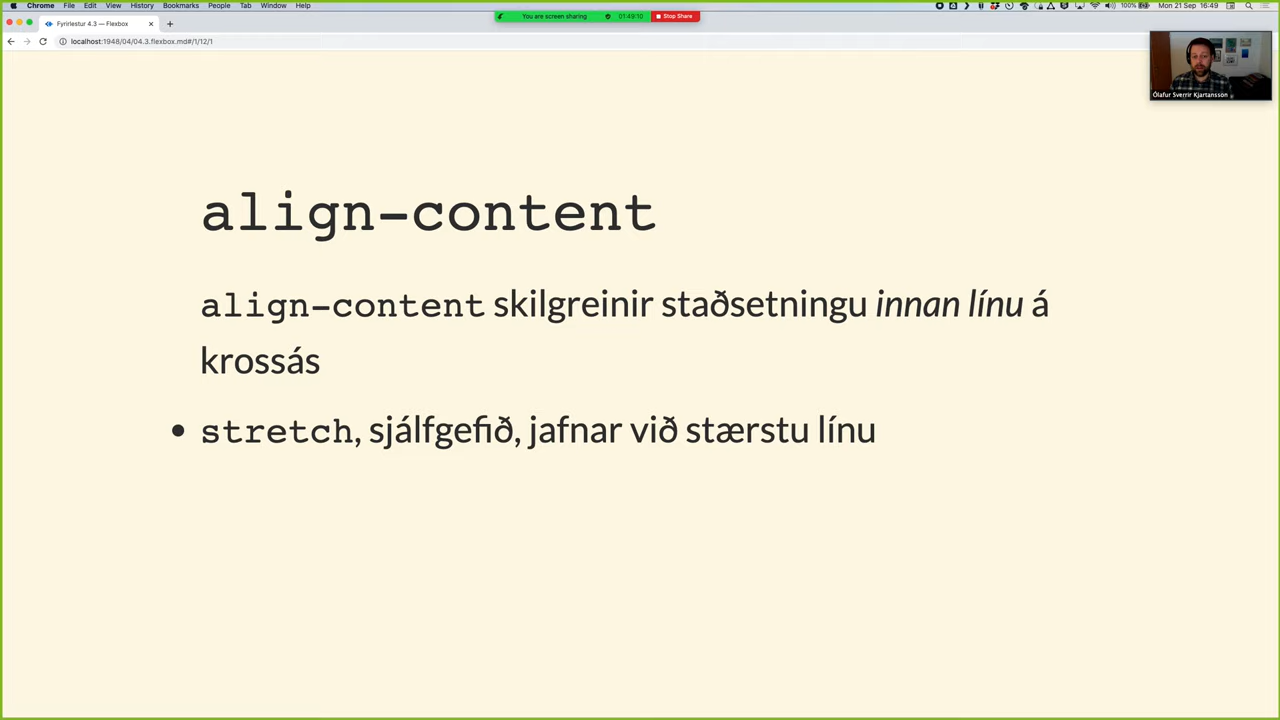 Chrome File Edit View History Bookmarks People Tab Window Help
You are screen sharing 01:49:10 Stop Share
100% Mon 21 Sep 16:49
Fyrirlestur 4.3 — Flexbox
localhost:1948/04/04.3.flexbox.md#/1/12/1
Ólafur Sverrir Kjartansson
align-content
align-content skilgreinir staðsetningu innan línu á
krossás
• stretch, sjálfgefið, jafnar við stærstu línu